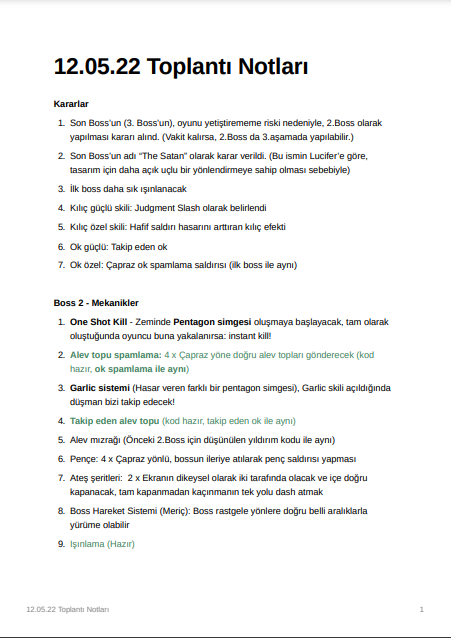 12.05.22 Toplantı Notları
Kararlar
1. Son Boss’un (3. Boss’un), oyunu yetiştirememe riski nedeniyle, 2.Boss olarak
yapılması kararı alınd. (Vakit kalırsa, 2.Boss da 3.aşamada yapılabilir.)
2. Son Boss’un adı “The Satan” olarak karar verildi. (Bu ismin Lucifer’e göre,
tasarım için daha açık uçlu bir yönlendirmeye sahip olması sebebiyle)
3. İlk boss daha sık ışınlanacak
4. Kılıç güçlü skili: Judgment Slash olarak belirlendi
5. Kılıç özel skili: Hafif saldırı hasarını arttıran kılıç efekti
6. Ok güçlü: Takip eden ok
7. Ok özel: Çapraz ok spamlama saldırısı (ilk boss ile aynı)
Boss 2 - Mekanikler
1. One Shot Kill - Zeminde Pentagon simgesi oluşmaya başlayacak, tam olarak
oluştuğunda oyuncu buna yakalanırsa: instant kill!
2. Alev topu spamlama: 4 x Çapraz yöne doğru alev topları gönderecek (kod
hazır, ok spamlama ile aynı)
3. Garlic sistemi (Hasar veren farklı bir pentagon simgesi), Garlic skili açıldığında
düşman bizi takip edecek!
4. Takip eden alev topu (kod hazır, takip eden ok ile aynı)
5. Alev mızrağı (Önceki 2.Boss için düşünülen yıldırım kodu ile aynı)
6. Pençe: 4 x Çapraz yönlü, bossun ileriye atılarak penç saldırısı yapması
7. Ateş şeritleri: 2 x Ekranın dikeysel olarak iki tarafında olacak ve içe doğru
kapanacak, tam kapanmadan kaçınmanın tek yolu dash atmak
8. Boss Hareket Sistemi (Meriç): Boss rastgele yönlere doğru belli aralıklarla
yürüme olabilir
9. Işınlama (Hazır)
12.05.22 Toplantı Notları 1